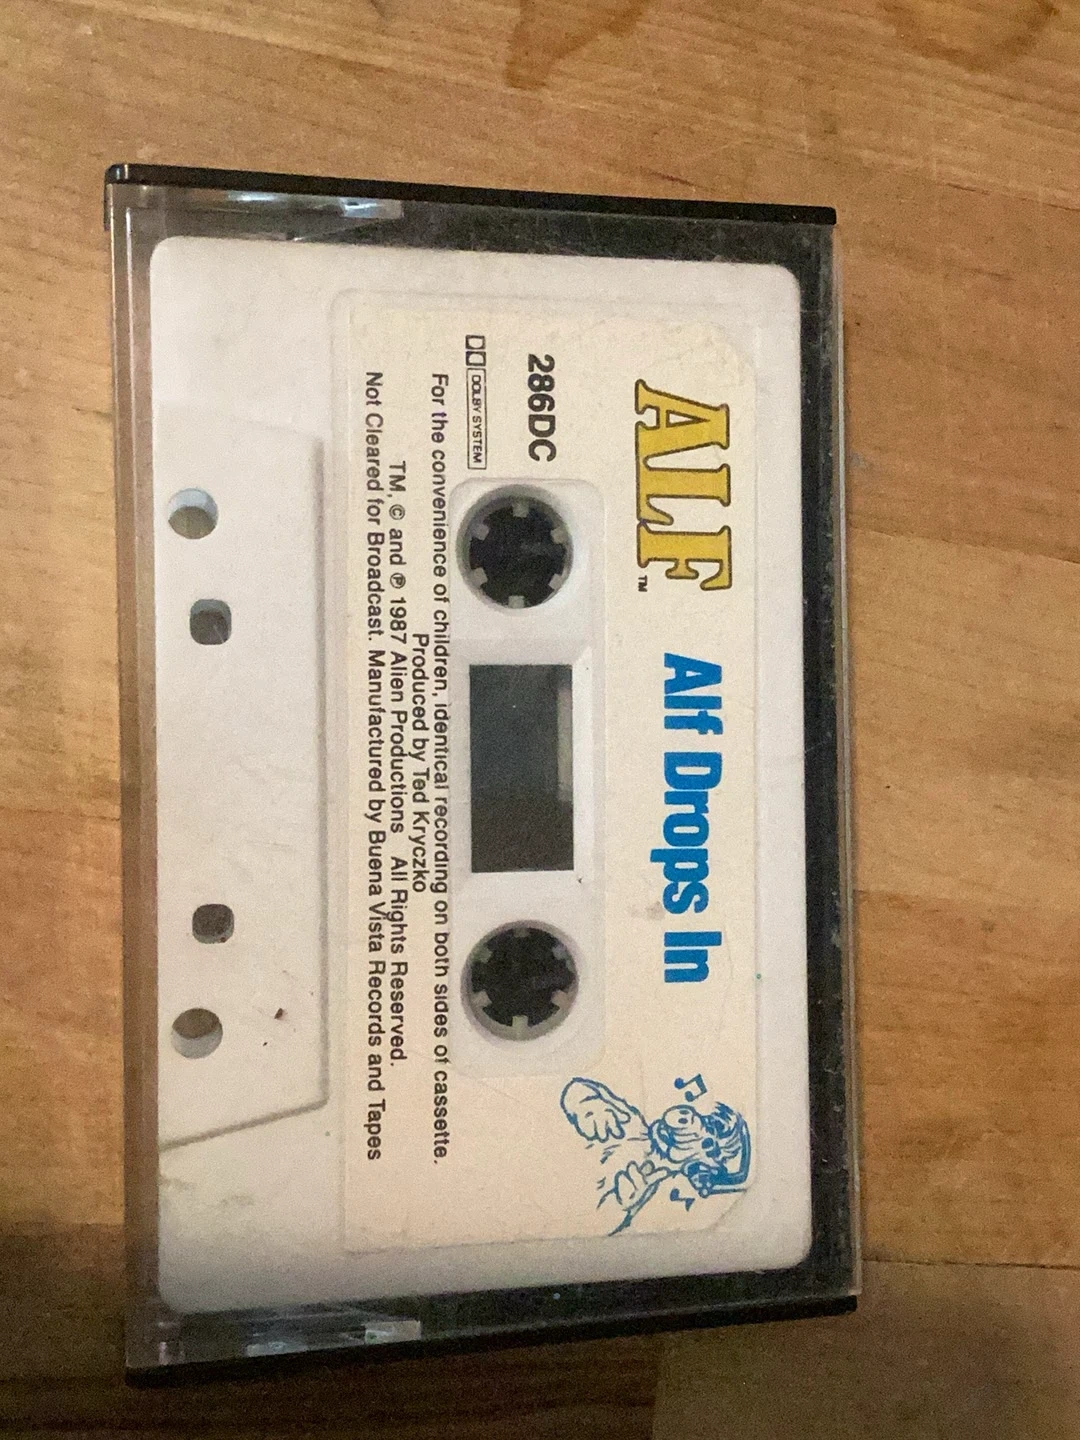 ALF™ Alf Drops In
286DC
DOLBY SYSTEM
For the convenience of children, identical recording on both sides of cassette.
Produced by Ted Kryczko
TM, © and ℗ 1987 Alien Productions All Rights Reserved.
Not Cleared for Broadcast. Manufactured by Buena Vista Records and Tapes